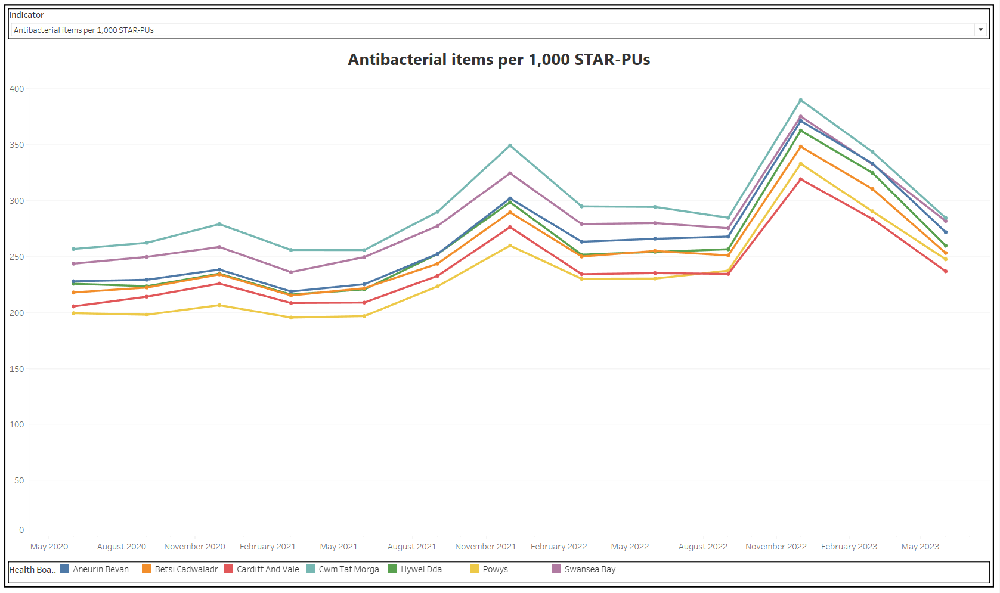 Indicator
Antibacterial items per 1,000 STAR-PUs
Antibacterial items per 1,000 STAR-PUs
400
350
300
250
200
150
100
50
0
May 2020 August 2020 November 2020 February 2021 May 2021 August 2021 November 2021 February 2022 May 2022 August 2022 November 2022 February 2023 May 2023
Health Boa.. Aneurin Bevan Betsi Cadwaladr Cardiff And Vale Cwm Taf Morga.. Hywel Dda Powys Swansea Bay